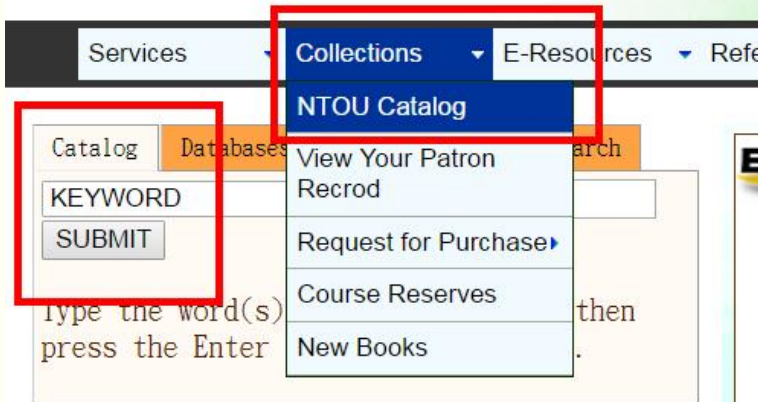 Services Collections E-Resources Refe
NTOU Catalog
Catalog Databases arch
View Your Patron
Recrod
KEYWORD
SUBMIT
Request for Purchase
Course Reserves
New Books
Type the word(s) then
press the Enter .